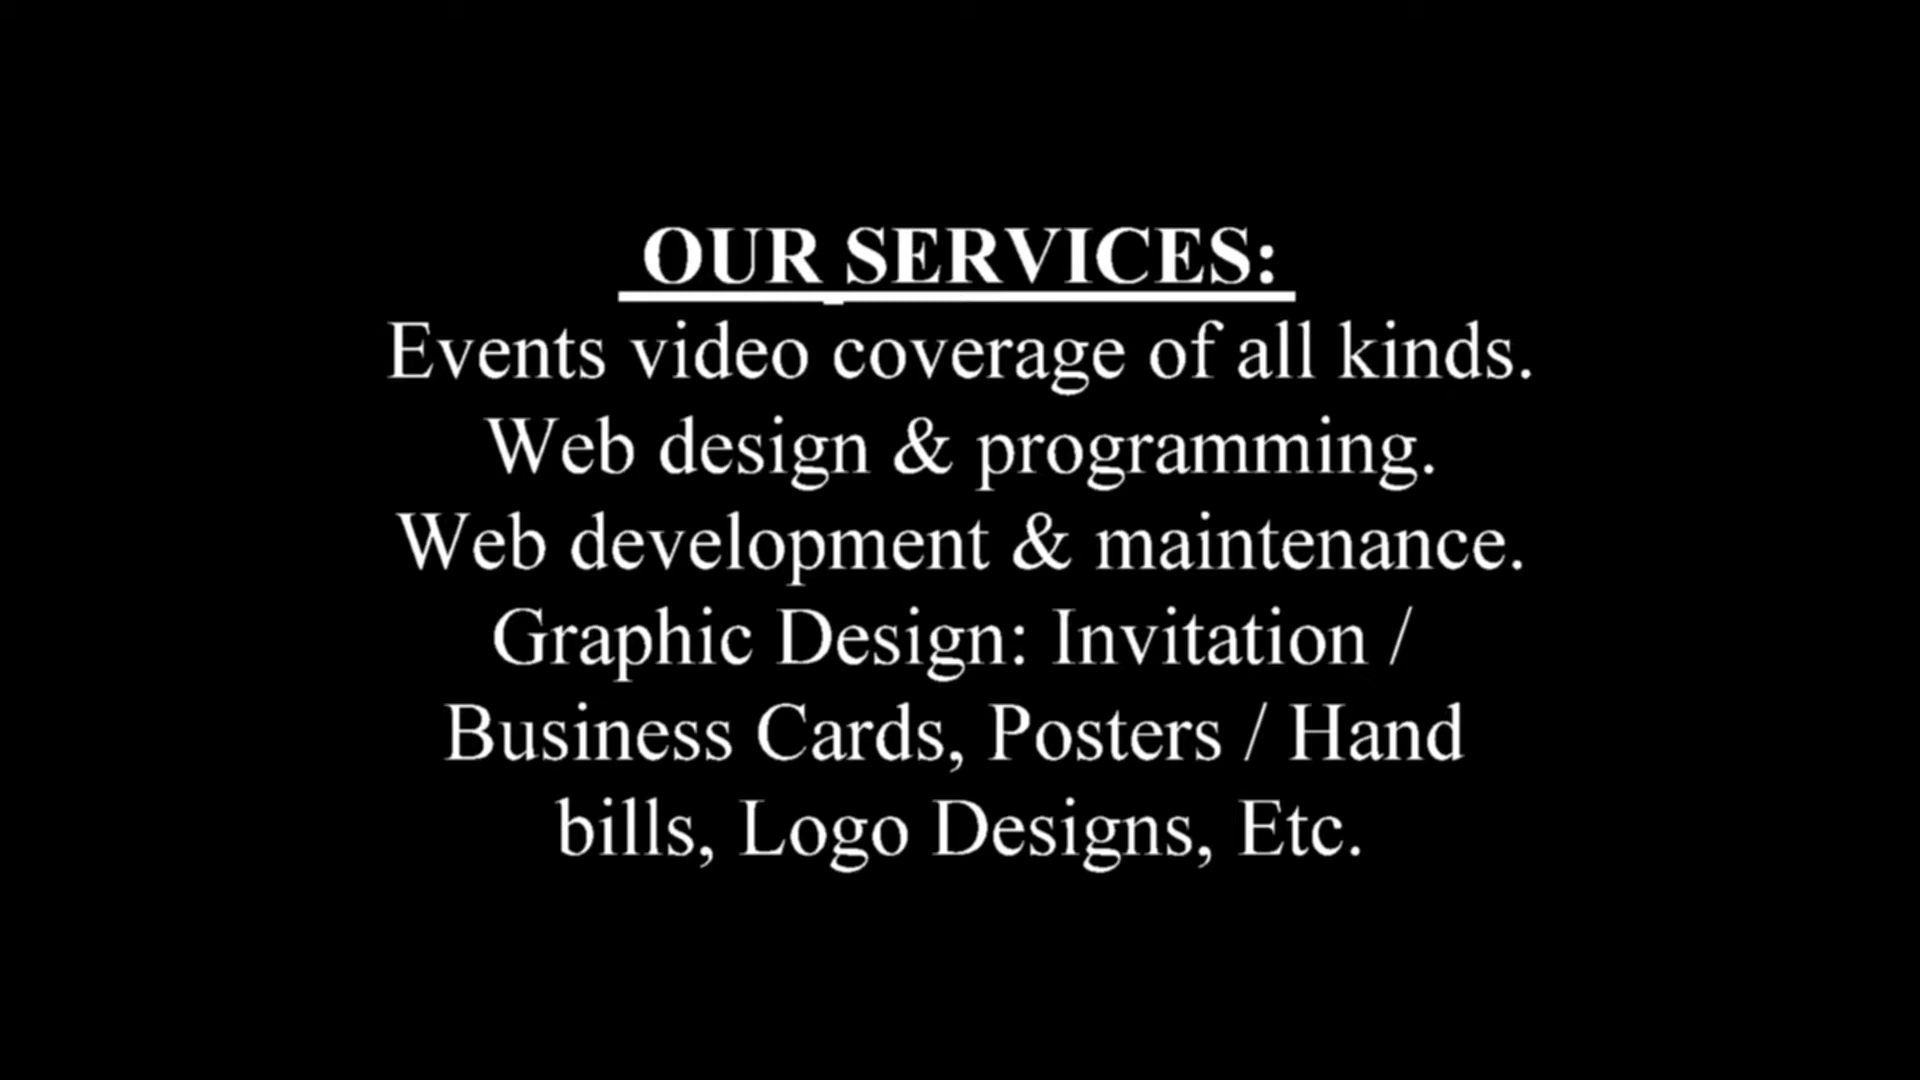 OUR SERVICES:
Events video coverage of all kinds.
Web design & programming.
Web development & maintenance.
Graphic Design: Invitation /
Business Cards, Posters / Hand
bills, Logo Designs, Etc.